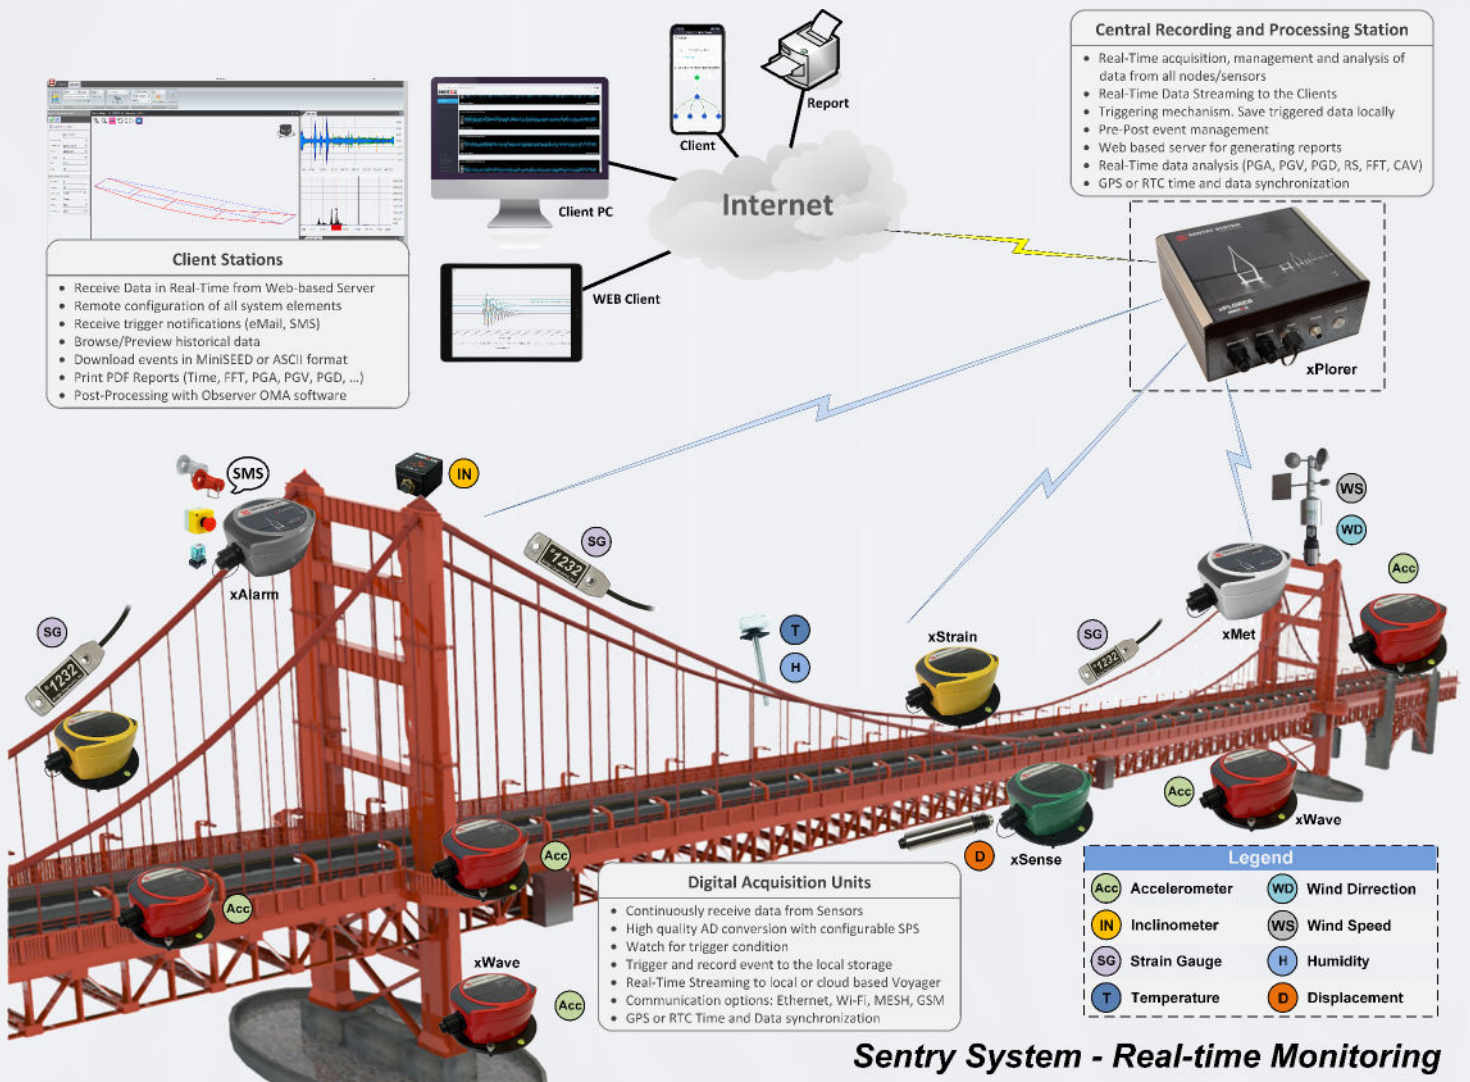 Central Recording and Processing Station
• Real-Time acquisition, management and analysis of
data from all nodes/sensors
• Real-Time Data Streaming to the Clients
• Triggering mechanism. Save triggered data locally
• Pre-Post event management
• Web based server for generating reports
• Real-Time data analysis (PGA, PGV, PGD, RS, FFT, CAV)
• GPS or RTC time and data synchronization
Report
Client
Client PC
Internet
WEB Client
SENTRY SYSTEM
xPLORER
xPlorer
Client Stations
• Receive Data in Real-Time from Web-based Server
• Remote configuration of all system elements
• Receive trigger notifications (eMail, SMS)
• Browse/Preview historical data
• Download events in MiniSEED or ASCII format
• Print PDF Reports (Time, FFT, PGA, PGV, PGD, ...)
• Post-Processing with Observer OMA software
SMS
IN
WS
WD
SG
1232
Acc
xAlarm
SG
1232
T
H
xStrain
SG
1232
xMet
Acc
xWave
D
xSense
Acc
Acc
xWave
Acc
Digital Acquisition Units
• Continuously receive data from Sensors
• High quality AD conversion with configurable SPS
• Watch for trigger condition
• Trigger and record event to the local storage
• Real-Time Streaming to local or cloud based Voyager
• Communication options: Ethernet, Wi-Fi, MESH, GSM
• GPS or RTC Time and Data synchronization
Legend
Acc Accelerometer
WD Wind Dirrection
IN Inclinometer
WS Wind Speed
SG Strain Gauge
H Humidity
T Temperature
D Displacement
Sentry System - Real-time Monitoring